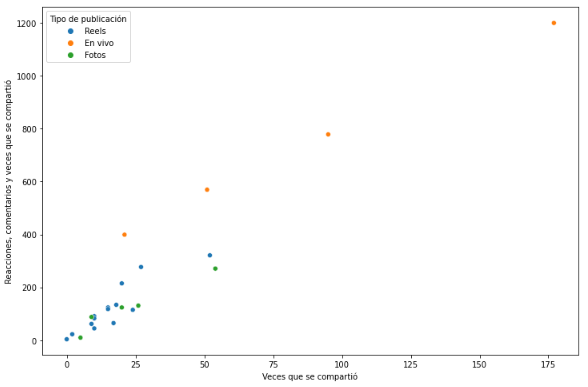 Tipo de publicación
Reels
En vivo
Fotos
1200
1000
800
600
400
200
0
Reacciones, comentarios y veces que se compartió
0 25 50 75 100 125 150 175
Veces que se compartió